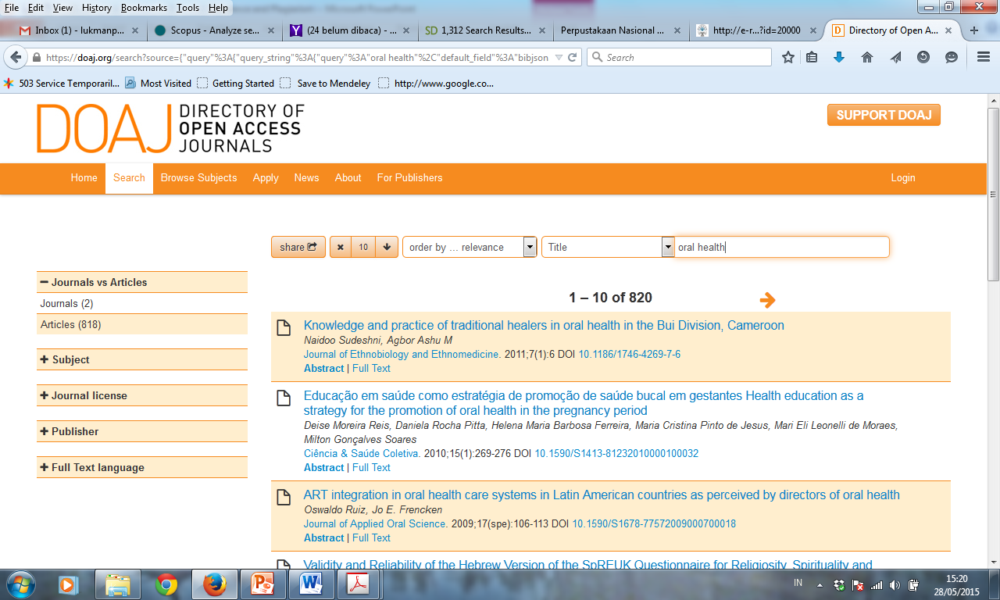 File Edit View History Bookmarks Tools Help
Inbox (1) - lukmanp...
Scopus - Analyze se...
(24 belum dibaca) - ...
SD 1,312 Search Results...
Perpustakaan Nasional ...
http://e-r...?id=20000
Directory of Open A...
https://doaj.org/search?source={"query"%3A{"query_string"%3A{"query"%3A"oral health"%2C"default_field"%3A"bibjson
Search
503 Service Temporaril...
Most Visited
Getting Started
Save to Mendeley
http://www.google.co...
DOAJ
DIRECTORY OF
OPEN ACCESS
JOURNALS
SUPPORT DOAJ
Home Search Browse Subjects Apply News About For Publishers Login
share 10 order by ... relevance Title oral health
Journals vs Articles
Journals (2)
Articles (818)
Subject
Journal license
Publisher
Full Text language
1 – 10 of 820
Knowledge and practice of traditional healers in oral health in the Bui Division, Cameroon
Naidoo Sudeshni, Agbor Ashu M
Journal of Ethnobiology and Ethnomedicine. 2011;7(1):6 DOI 10.1186/1746-4269-7-6
Abstract | Full Text
Educação em saúde como estratégia de promoção de saúde bucal em gestantes Health education as a
strategy for the promotion of oral health in the pregnancy period
Deise Moreira Reis, Daniela Rocha Pitta, Helena Maria Barbosa Ferreira, Maria Cristina Pinto de Jesus, Mari Eli Leonelli de Moraes,
Milton Gonçalves Soares
Ciência & Saúde Coletiva. 2010;15(1):269-276 DOI 10.1590/S1413-81232010000100032
Abstract | Full Text
ART integration in oral health care systems in Latin American countries as perceived by directors of oral health
Oswaldo Ruiz, Jo E. Frencken
Journal of Applied Oral Science. 2009;17(spe):106-113 DOI 10.1590/S1678-77572009000700018
Abstract | Full Text
Validity and Reliability of the Hebrew Version of the SpREUK Questionnaire for Religiosity, Spirituality and
IN
15:20
28/05/2015